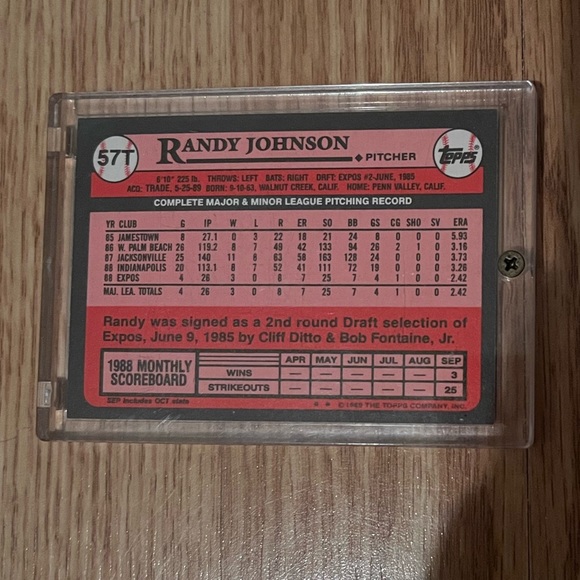 57T RANDY JOHNSON PITCHER topps
6'10" 225 lb. THROWS: LEFT BATS: RIGHT DRFT: EXPOS #2-JUNE, 1985
ACQ: TRADE, 5-25-89 BORN: 9-10-63, WALNUT CREEK, CALIF. HOME: PENN VALLEY, CALIF.
COMPLETE MAJOR & MINOR LEAGUE PITCHING RECORD
YR CLUB G IP W L R ER SO BB GS CG SHO SV ERA
85 JAMESTOWN 8 27.1 0 3 22 18 21 24 8 0 0 0 5.93
86 W. PALM BEACH 26 119.2 8 7 49 42 133 94 26 2 1 0 3.16
87 JACKSONVILLE 25 140 11 8 63 58 163 128 24 0 0 0 3.73
88 INDIANAPOLIS 20 113.1 8 7 52 41 111 72 19 0 0 0 3.26
88 EXPOS 4 26 3 0 8 7 25 7 4 1 0 0 2.42
MAJ. LEA. TOTALS 4 26 3 0 8 7 25 7 4 1 0 0 2.42
Randy was signed as a 2nd round Draft selection of
Expos, June 9, 1985 by Cliff Ditto & Bob Fontaine, Jr.
1988 MONTHLY SCOREBOARD
APR MAY JUN JUL AUG SEP
WINS — — — — — 3
STRIKEOUTS — — — — — 25
SEP includes OCT stats
* * ©1989 THE TOPPS COMPANY, INC.